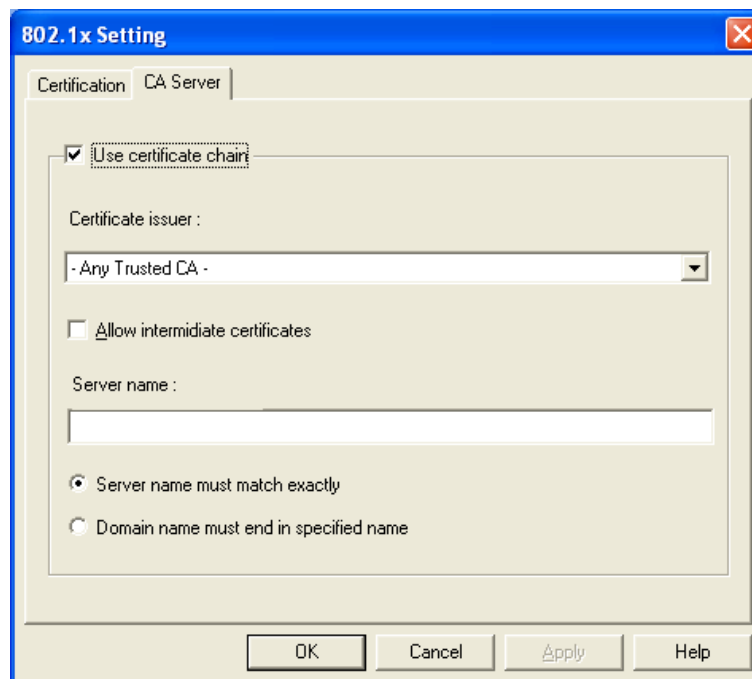 802.1x Setting
Certification CA Server
Use certificate chain
Certificate issuer :
- Any Trusted CA -
Allow intermidiate certificates
Server name :
Server name must match exactly
Domain name must end in specified name
OK Cancel Apply Help